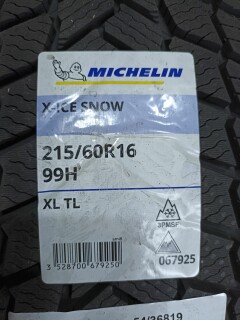 MICHELIN
X-ICE SNOW
215/60R16
99H
XL TL
3PMSF
067925
3 528700 679250